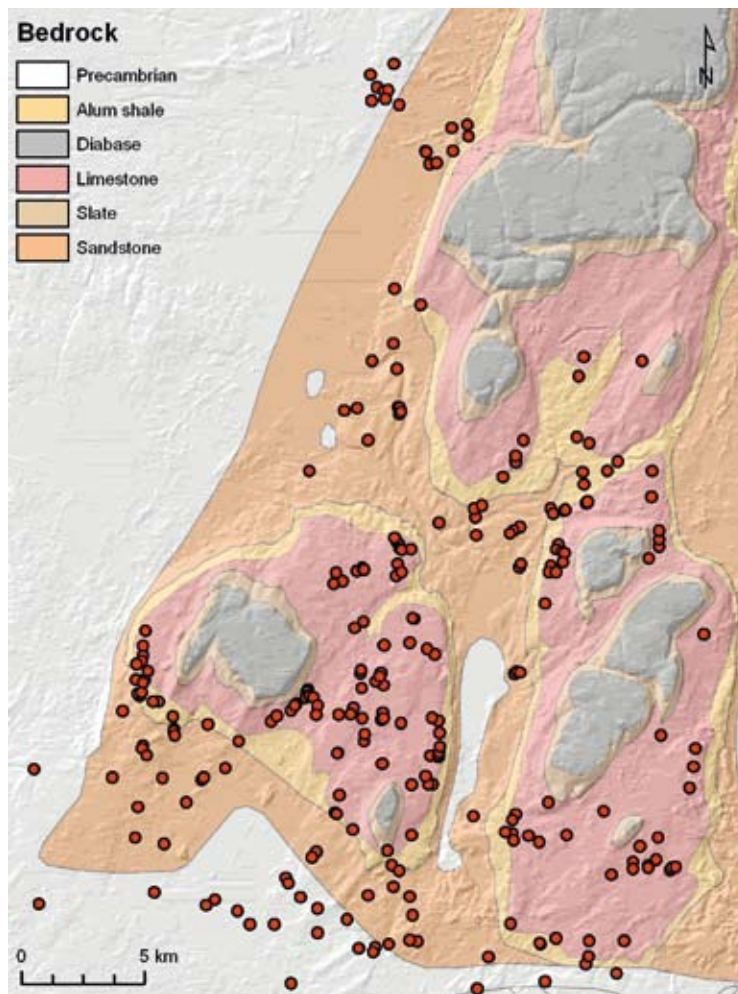 Bedrock
Precambrian
Alum shale
Diabase
Limestone
Slate
Sandstone
N
0 5 km